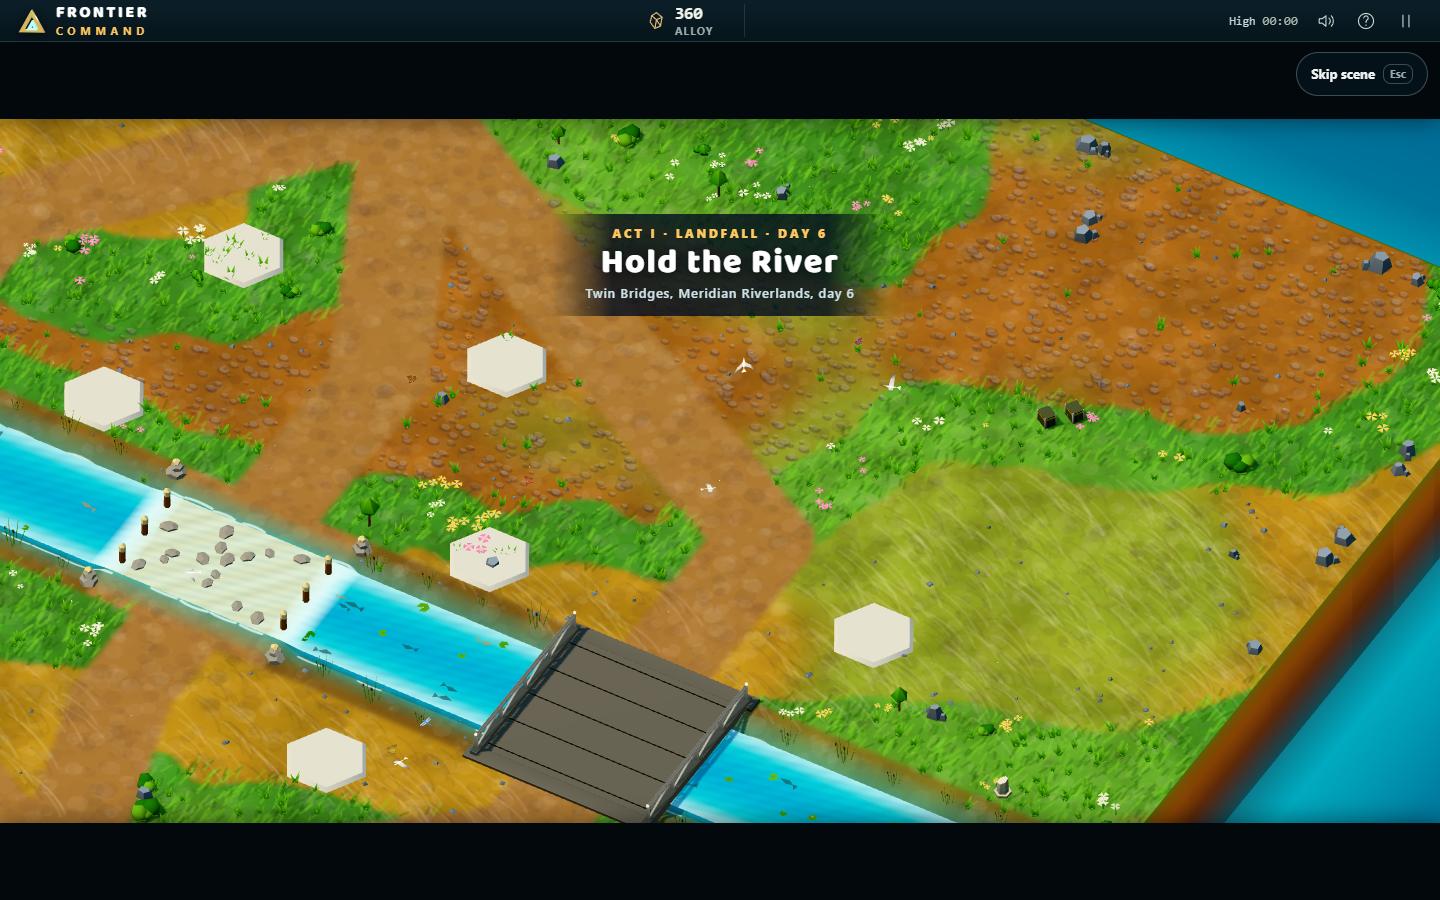 FRONTIER
COMMAND
360
ALLOY
High 00:00
Skip scene Esc
ACT I · LANDFALL · DAY 6
Hold the River
Twin Bridges, Meridian Riverlands, day 6